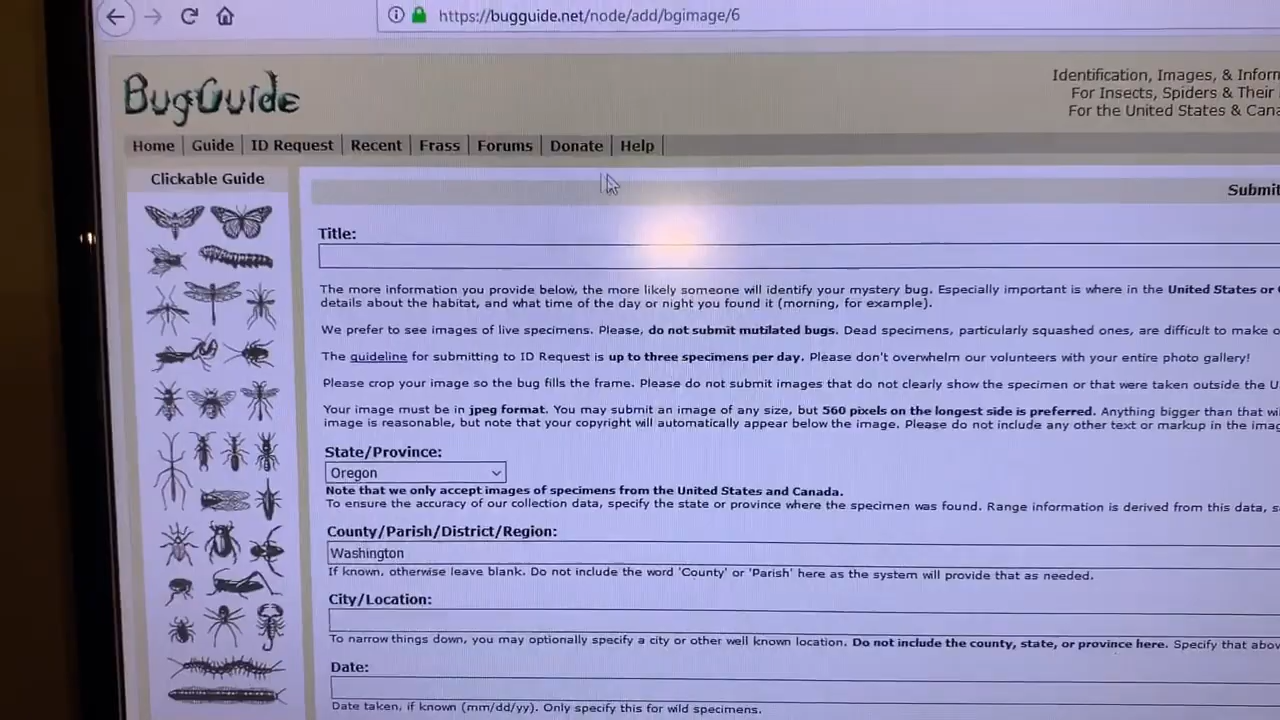 https://bugguide.net/node/add/bgimage/6
BugGuide
Identification, Images, &
For Insects, Spiders & Their
For the United States &
Home Guide ID Request Recent Frass Forums Donate Help
Clickable Guide
Submit
Title:
The more information you provide below, the more likely someone will identify your mystery bug. Especially important is where in the United States or
details about the habitat, and what time of the day or night you found it (morning, for example).
We prefer to see images of live specimens. Please, do not submit mutilated bugs. Dead specimens, particularly squashed ones, are difficult to make
The guideline for submitting to ID Request is up to three specimens per day. Please don't overwhelm our volunteers with your entire photo gallery!
Please crop your image so the bug fills the frame. Please do not submit images that do not clearly show the specimen or that were taken outside the
Your image must be in jpeg format. You may submit an image of any size, but 560 pixels on the longest side is preferred. Anything bigger than that
image is reasonable, but note that your copyright will automatically appear below the image. Please do not include any other text or markup in the
State/Province:
Oregon
Note that we only accept images of specimens from the United States and Canada.
To ensure the accuracy of our collection data, specify the state or province where the specimen was found. Range information is derived from this data,
County/Parish/District/Region:
Washington
If known, otherwise leave blank. Do not include the word 'County' or 'Parish' here as the system will provide that as needed.
City/Location:
To narrow things down, you may optionally specify a city or other well known location. Do not include the county, state, or province here. Specify that
Date:
Date taken, if known (mm/dd/yy). Only specify this for wild specimens.